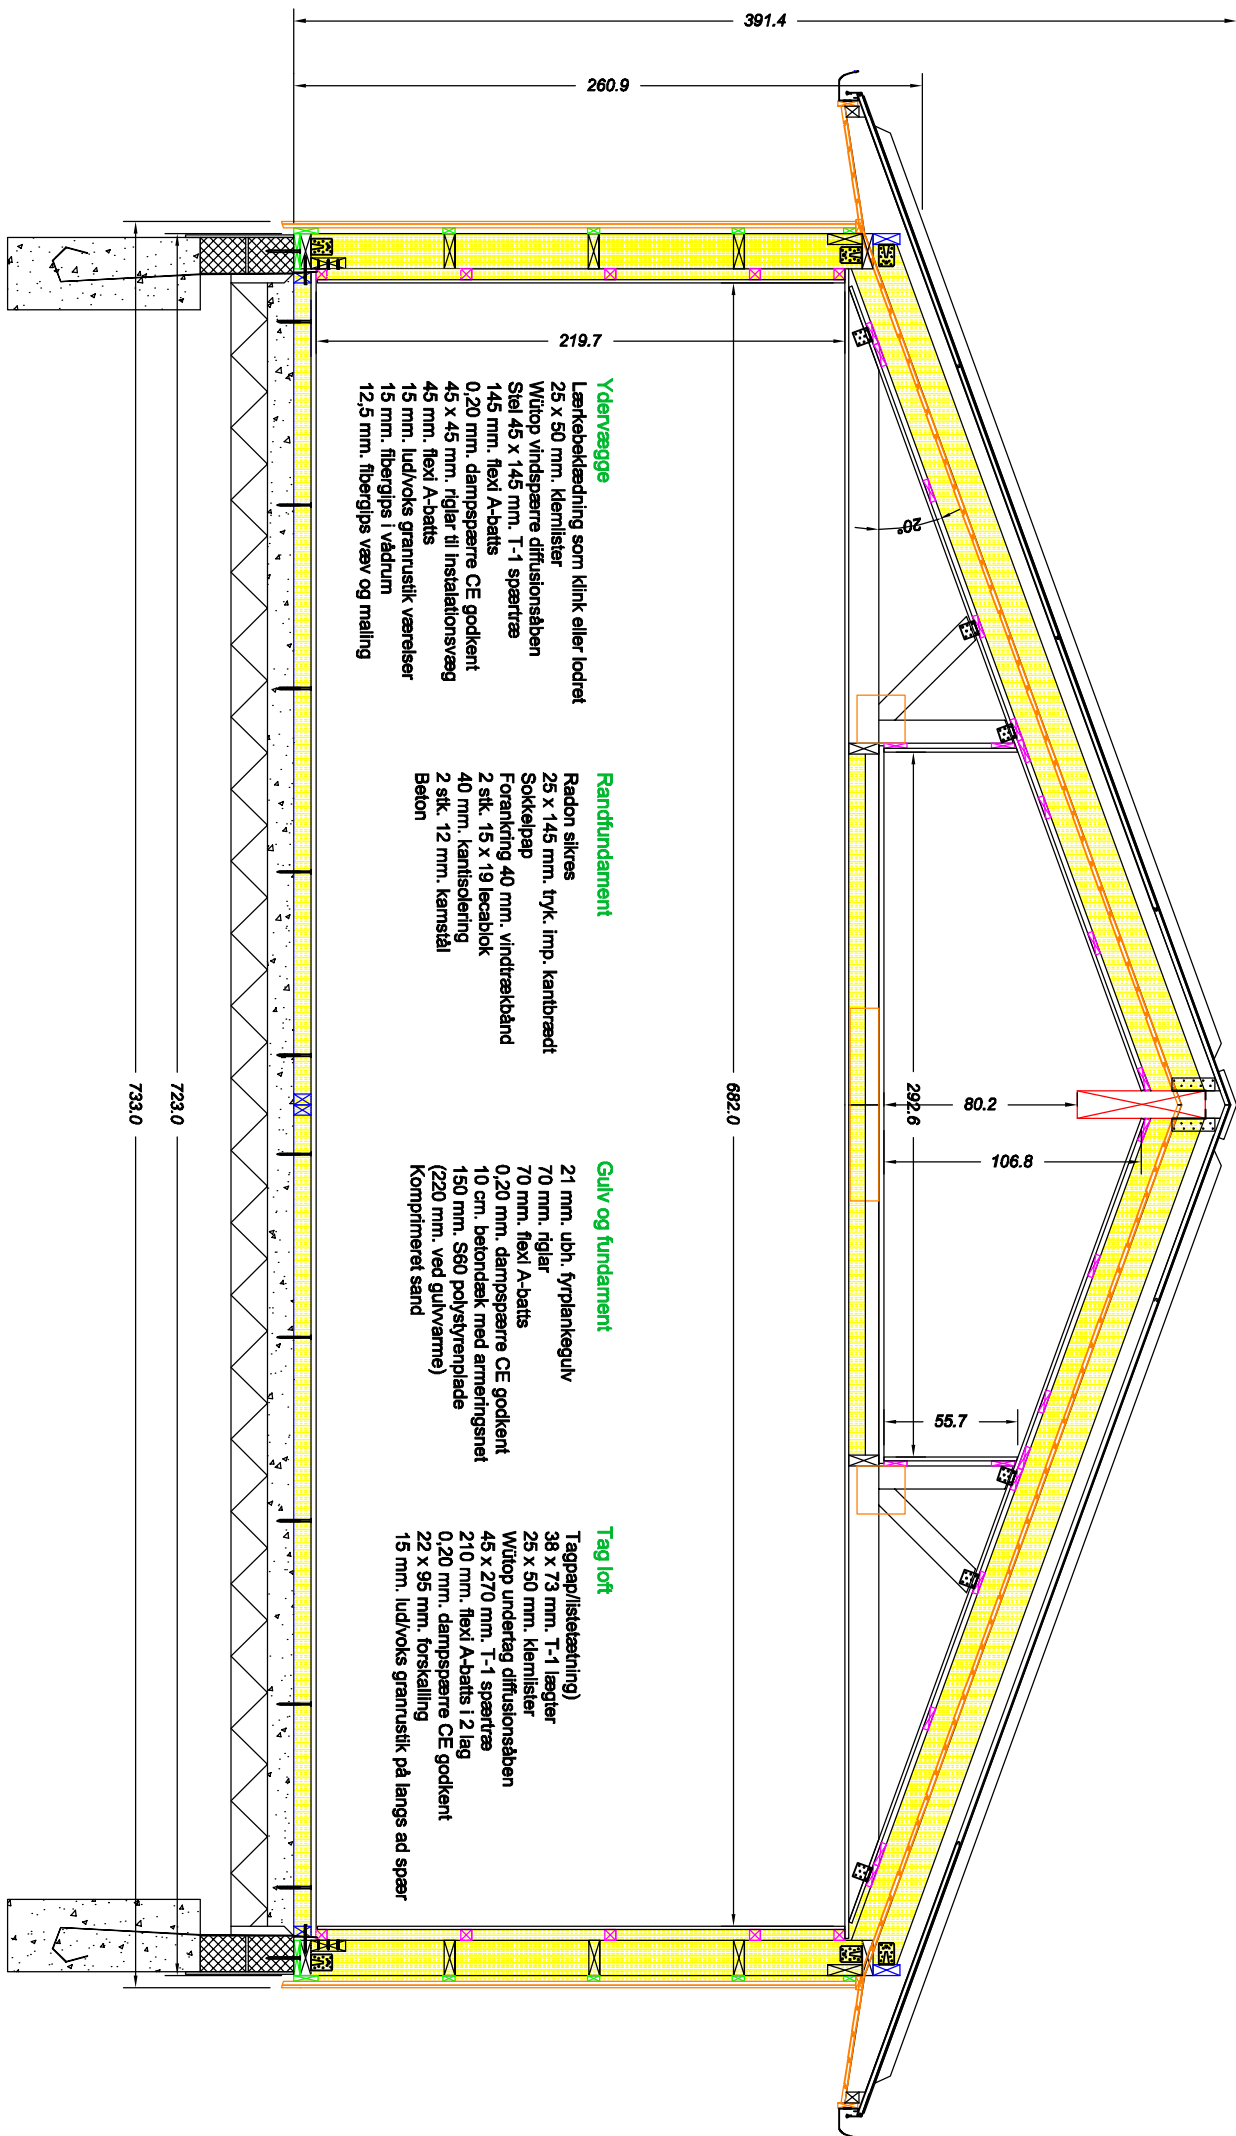 391.4
260.9
219.7
20°
Ydervægge
Lærkebeklædning som klink eller lodret
25 x 50 mm. klemlister
Wütop vindspærre diffusionsåben
Stel 45 x 145 mm. T-1 spærtræ
145 mm. flexi A-batts
0,20 mm. dampspærre CE godkent
45 x 45 mm. riglar til instalationsvæg
45 mm. flexi A-batts
15 mm. lud/voks granrustik værelser
15 mm. fibergips i vådrum
12,5 mm. fibergips væv og maling
Randfundament
Radon sikres
25 x 145 mm. tryk. imp. kantbrædt
Sokkelpap
Forankring 40 mm. vindtrækbånd
2 stk. 15 x 19 lecablok
40 mm. kantisolering
2 stk. 12 mm. kamstål
Beton
Gulv og fundament
21 mm. ubh. fyrplankegulv
70 mm. riglar
70 mm. flexi A-batts
0,20 mm. dampspærre CE godkent
10 cm. betondæk med armeringsnet
150 mm. S60 polystyrenplade
(220 mm. ved gulvvarme)
Komprimeret sand
Tag loft
Tagpap/listetætning)
38 x 73 mm. T-1 lægter
25 x 50 mm. klemlister
Wütop undertag diffusionsåben
45 x 270 mm. T-1 spærtræ
210 mm. flexi A-batts i 2 lag
0,20 mm. dampspærre CE godkent
22 x 95 mm. forskalling
15 mm. lud/voks granrustik på langs ad spær
80.2
292.6
106.8
55.7
682.0
723.0
733.0